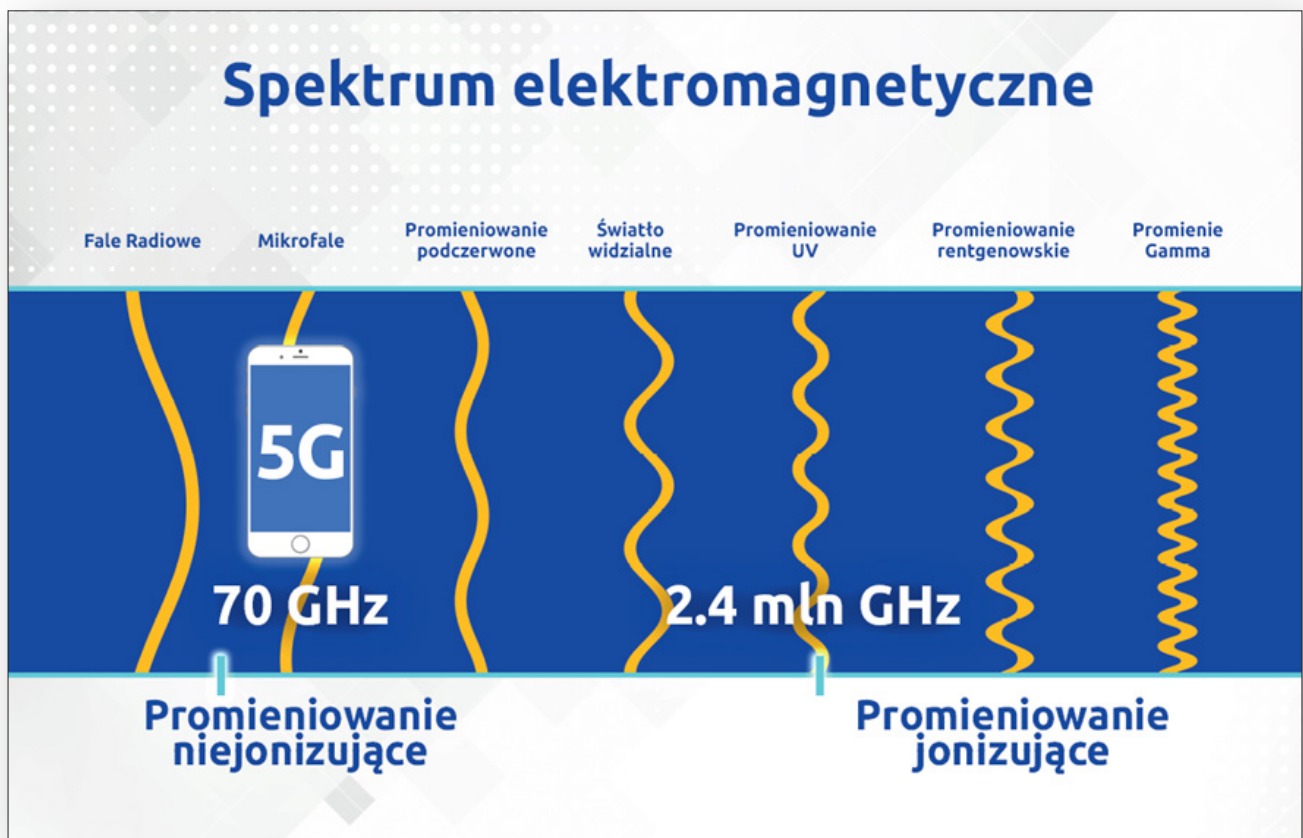 Spektrum elektromagnetyczne
Fale Radiowe
Mikrofale
Promieniowanie
podczerwone
Światło
widzialne
Promieniowanie
UV
Promieniowanie
rentgenowskie
Promienie
Gamma
5G
70 GHz
2.4 mln GHz
Promieniowanie
niejonizujące
Promieniowanie
jonizujące